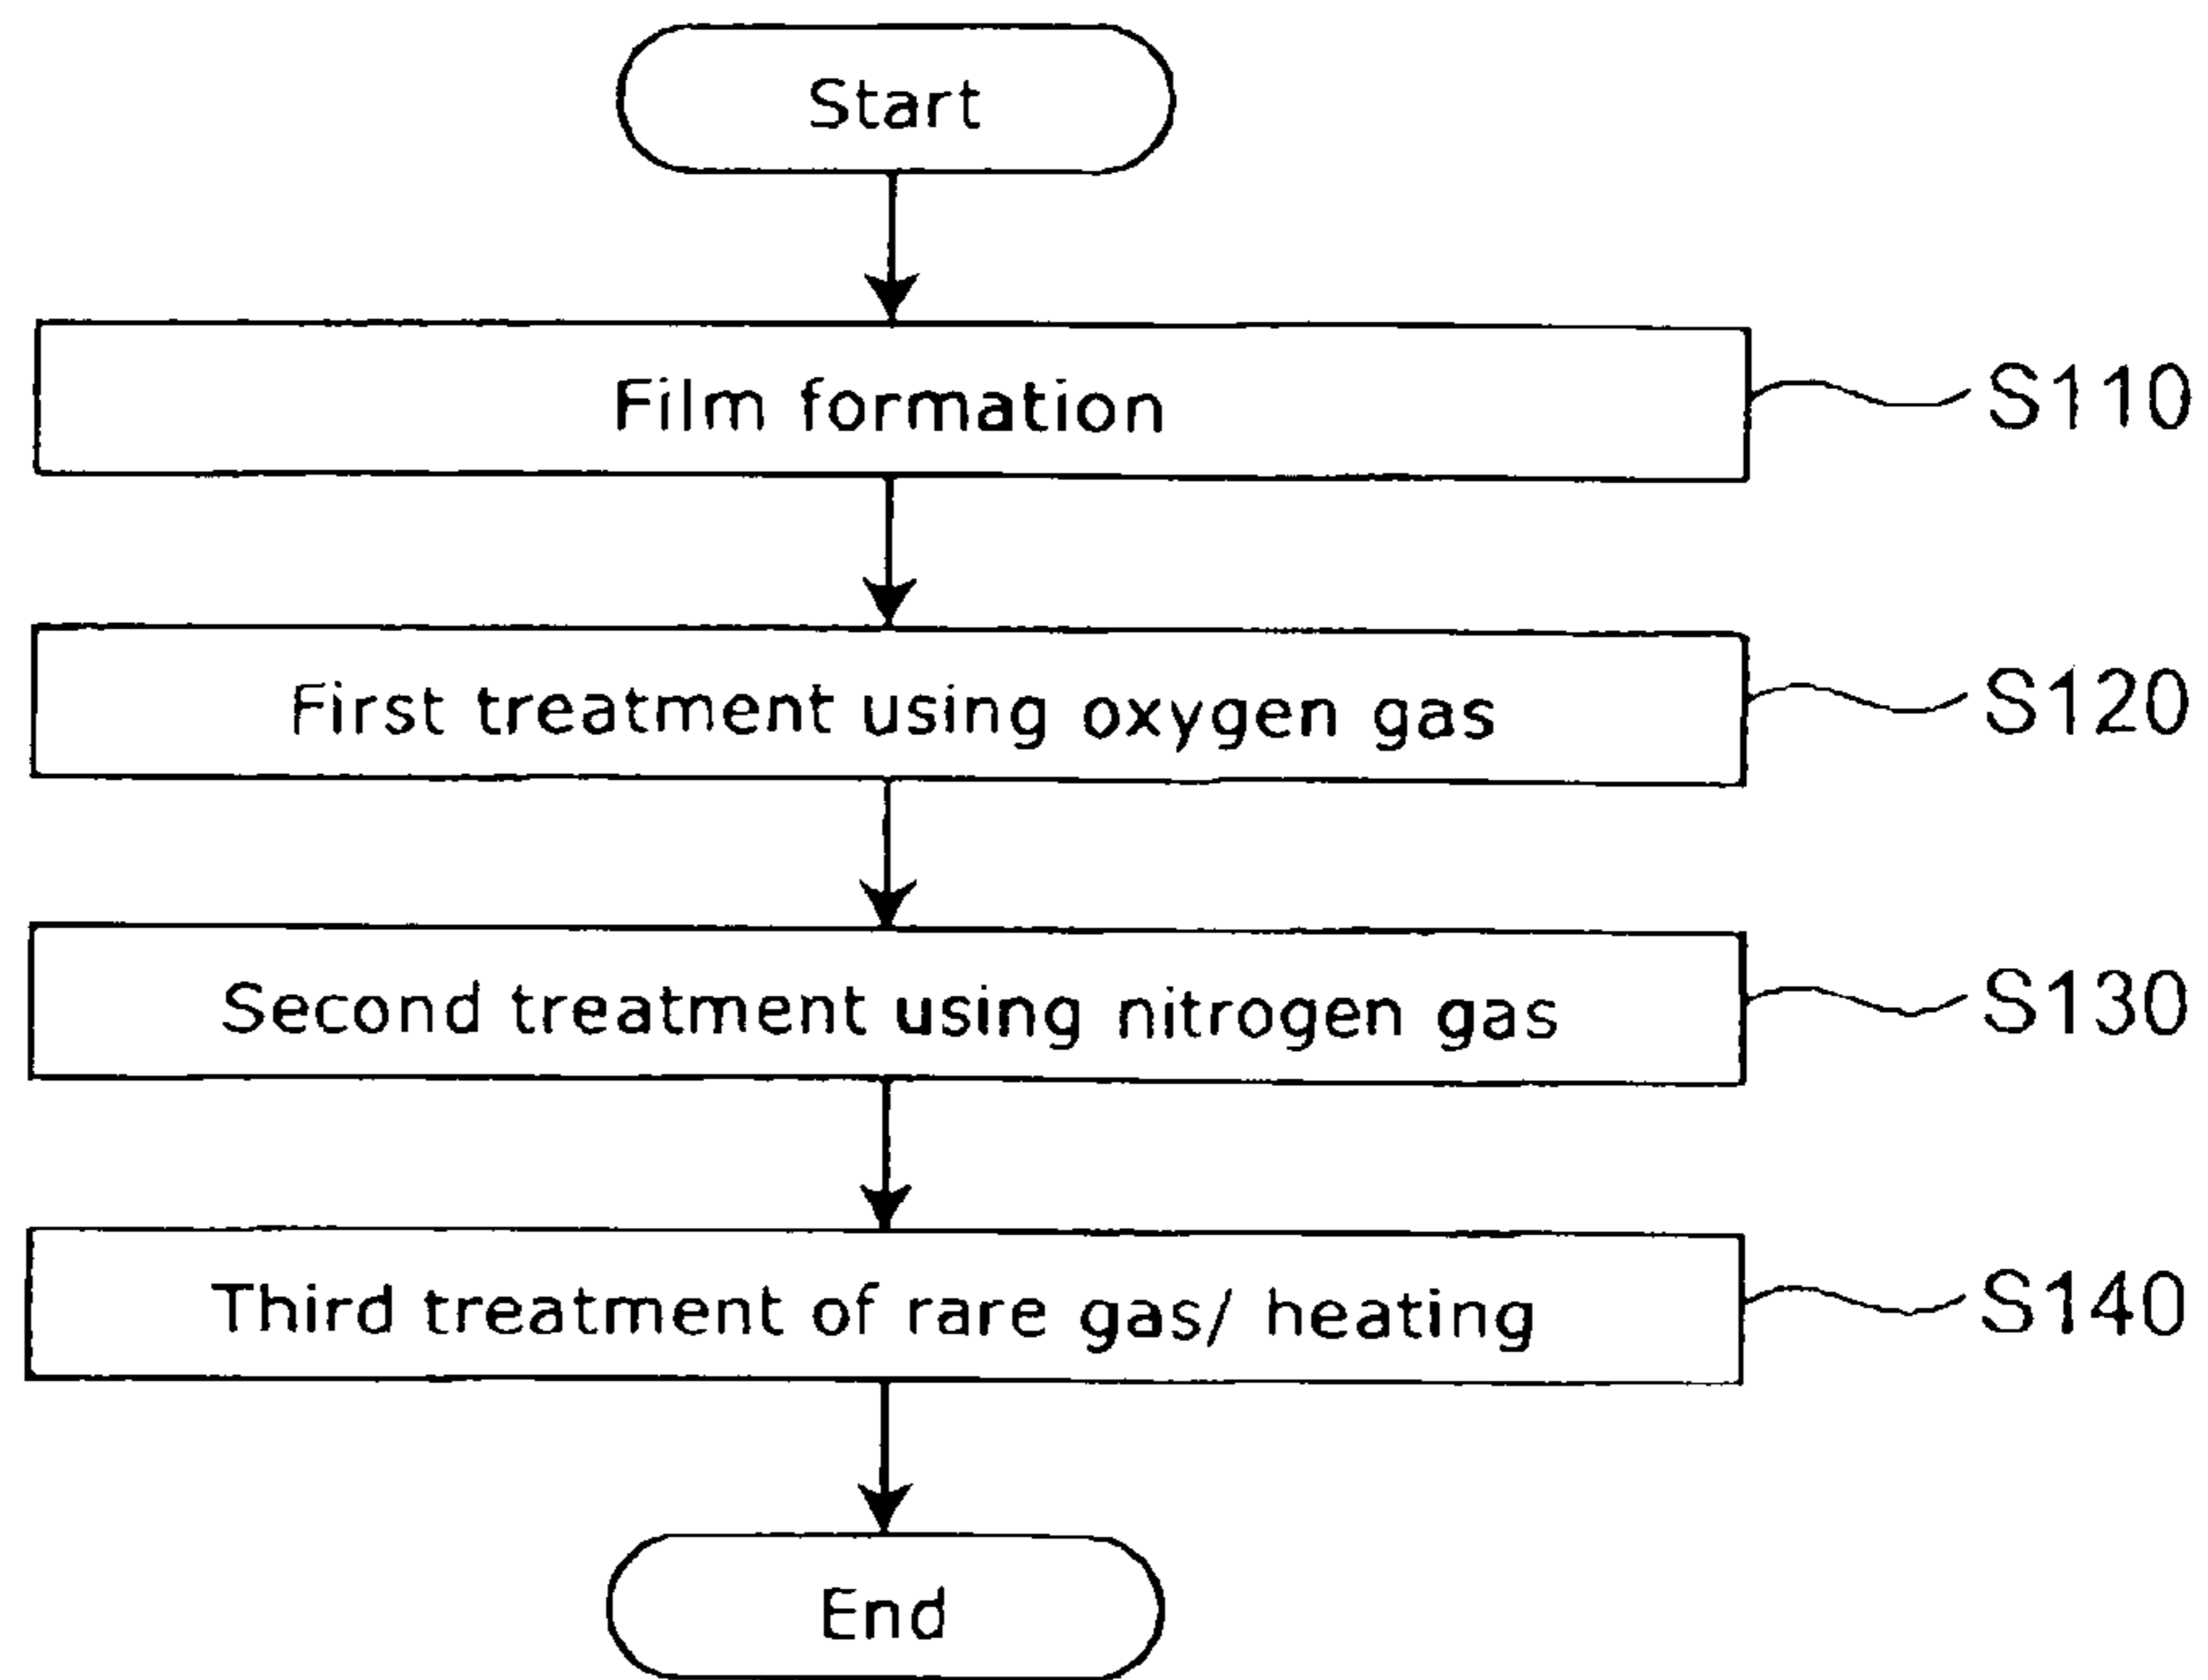 Start
Film formation
S110
First treatment using oxygen gas
S120
Second treatment using nitrogen gas
S130
Third treatment of rare gas/ heating
S140
End